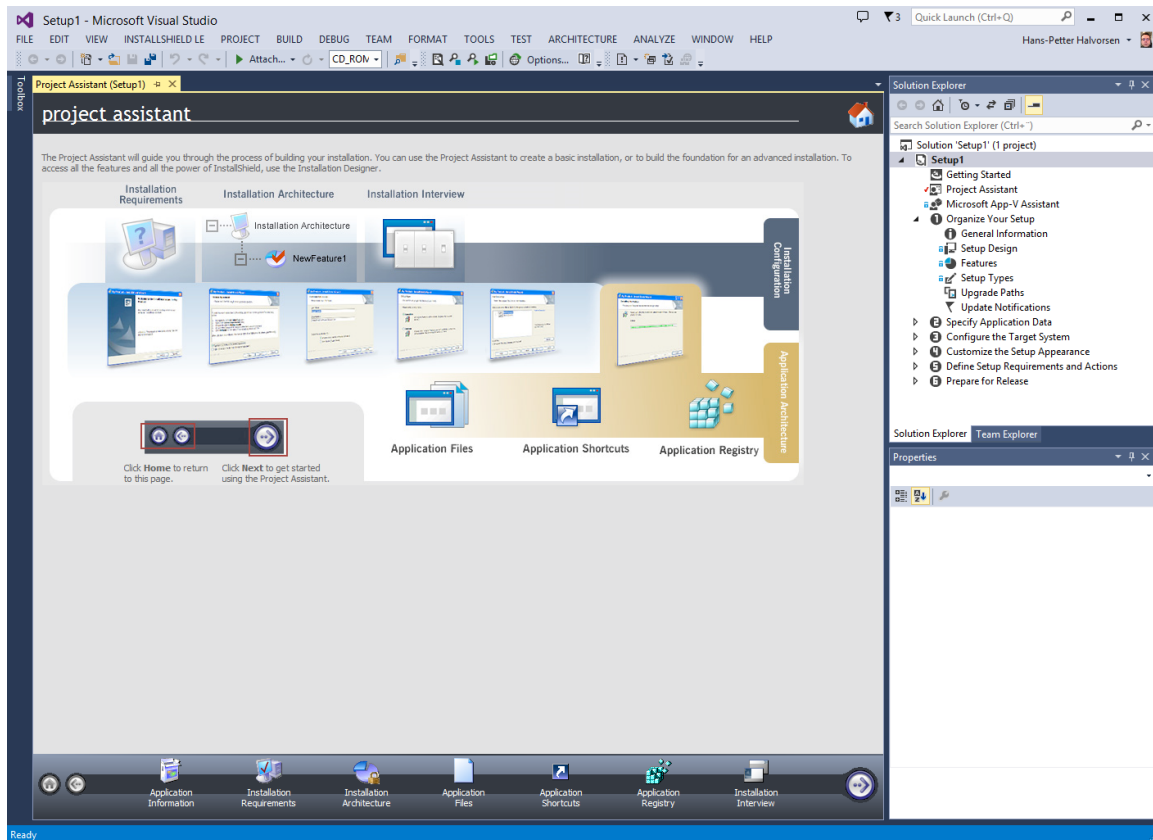 Setup1 - Microsoft Visual Studio
3
Quick Launch (Ctrl+Q)
FILE EDIT VIEW INSTALLSHIELD LE PROJECT BUILD DEBUG TEAM FORMAT TOOLS TEST ARCHITECTURE ANALYZE WINDOW HELP
Hans-Petter Halvorsen
Attach... CD_ROM Options...
Toolbox
Project Assistant (Setup1)
project assistant
The Project Assistant will guide you through the process of building your installation. You can use the Project Assistant to create a basic installation, or to build the foundation for an advanced installation. To
access all the features and all the power of InstallShield, use the Installation Designer.
Installation
Requirements
Installation Architecture
Installation Interview
Installation Architecture
NewFeature1
Installation
Configuration
Application Architecture
Application Files
Application Shortcuts
Application Registry
Click Home to return
to this page.
Click Next to get started
using the Project Assistant.
Application
Information
Installation
Requirements
Installation
Architecture
Application
Files
Application
Shortcuts
Application
Registry
Installation
Interview
Solution Explorer
Search Solution Explorer (Ctrl+¨)
Solution 'Setup1' (1 project)
Setup1
Getting Started
Project Assistant
Microsoft App-V Assistant
1 Organize Your Setup
General Information
Setup Design
Features
Setup Types
Upgrade Paths
Update Notifications
2 Specify Application Data
3 Configure the Target System
4 Customize the Setup Appearance
5 Define Setup Requirements and Actions
6 Prepare for Release
Solution Explorer Team Explorer
Properties
Ready